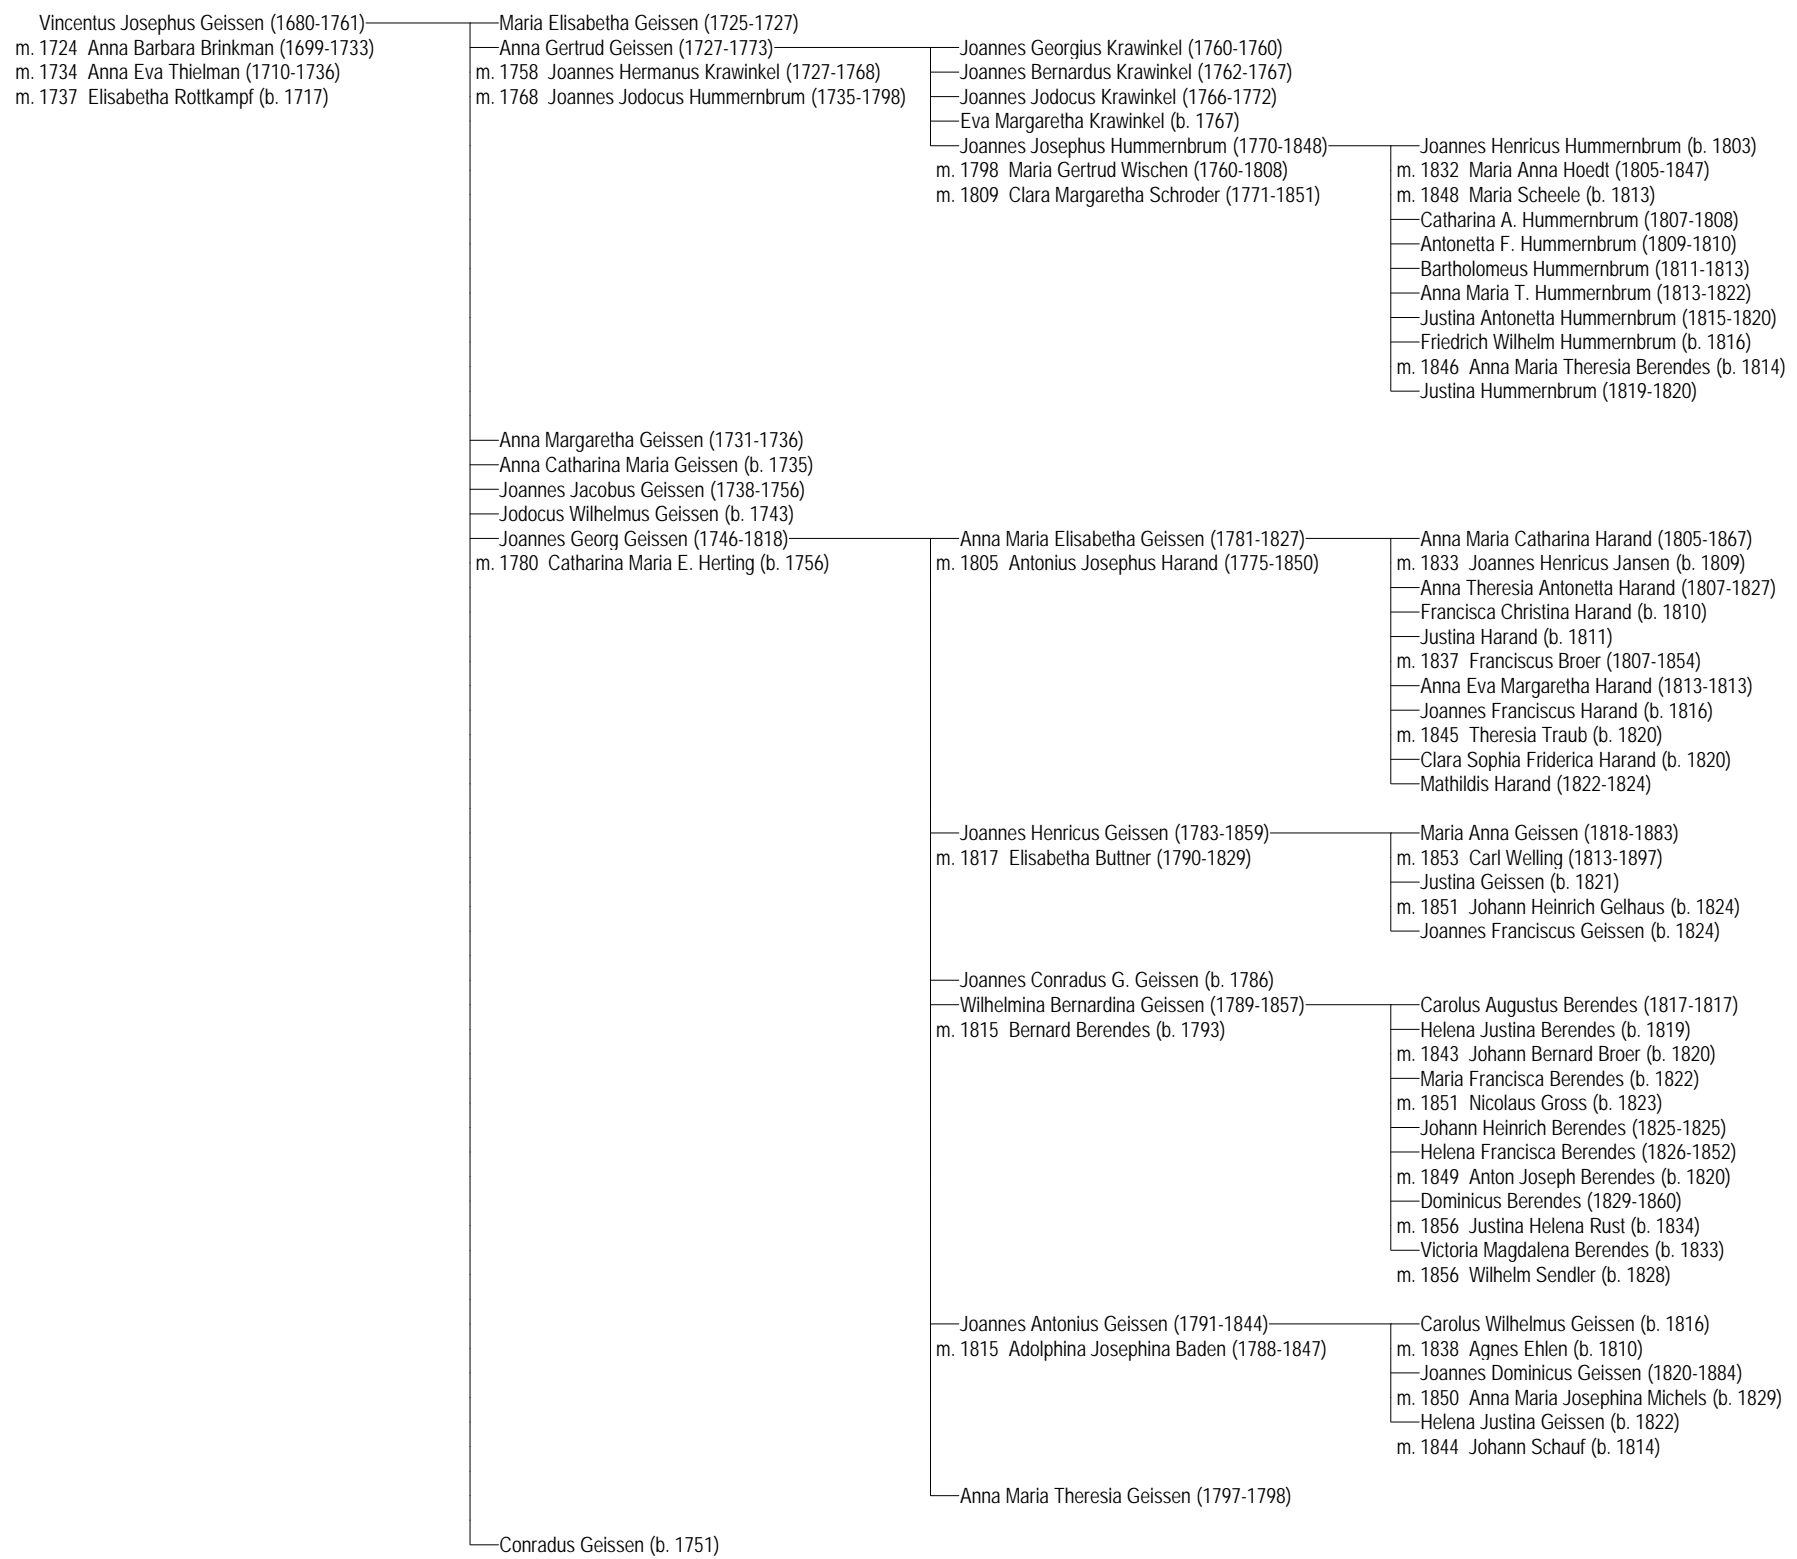 Vincentus Josephus Geissen (1680-1761)
m. 1724 Anna Barbara Brinkman (1699-1733)
m. 1734 Anna Eva Thielman (1710-1736)
m. 1737 Elisabetha Rottkampf (b. 1717)
Maria Elisabetha Geissen (1725-1727)
Anna Gertrud Geissen (1727-1773)
m. 1758 Joannes Hermanus Krawinkel (1727-1768)
m. 1768 Joannes Jodocus Hummernbrum (1735-1798)
Joannes Georgius Krawinkel (1760-1760)
Joannes Bernardus Krawinkel (1762-1767)
Joannes Jodocus Krawinkel (1766-1772)
Eva Margaretha Krawinkel (b. 1767)
Joannes Josephus Hummernbrum (1770-1848)
m. 1798 Maria Gertrud Wischen (1760-1808)
m. 1809 Clara Margaretha Schroder (1771-1851)
Joannes Henricus Hummernbrum (b. 1803)
m. 1832 Maria Anna Hoedt (1805-1847)
m. 1848 Maria Scheele (b. 1813)
Catharina A. Hummernbrum (1807-1808)
Antonetta F. Hummernbrum (1809-1810)
Bartholomeus Hummernbrum (1811-1813)
Anna Maria T. Hummernbrum (1813-1822)
Justina Antonetta Hummernbrum (1815-1820)
Friedrich Wilhelm Hummernbrum (b. 1816)
m. 1846 Anna Maria Theresia Berendes (b. 1814)
Justina Hummernbrum (1819-1820)
Anna Margaretha Geissen (1731-1736)
Anna Catharina Maria Geissen (b. 1735)
Joannes Jacobus Geissen (1738-1756)
Jodocus Wilhelmus Geissen (b. 1743)
Joannes Georg Geissen (1746-1818)
m. 1780 Catharina Maria E. Herting (b. 1756)
Anna Maria Elisabetha Geissen (1781-1827)
m. 1805 Antonius Josephus Harand (1775-1850)
Anna Maria Catharina Harand (1805-1867)
m. 1833 Joannes Henricus Jansen (b. 1809)
Anna Theresia Antonetta Harand (1807-1827)
Francisca Christina Harand (b. 1810)
Justina Harand (b. 1811)
m. 1837 Franciscus Broer (1807-1854)
Anna Eva Margaretha Harand (1813-1813)
Joannes Franciscus Harand (b. 1816)
m. 1845 Theresia Traub (b. 1820)
Clara Sophia Friderica Harand (b. 1820)
Mathildis Harand (1822-1824)
Joannes Henricus Geissen (1783-1859)
m. 1817 Elisabetha Buttner (1790-1829)
Maria Anna Geissen (1818-1883)
m. 1853 Carl Welling (1813-1897)
Justina Geissen (b. 1821)
m. 1851 Johann Heinrich Gelhaus (b. 1824)
Joannes Franciscus Geissen (b. 1824)
Joannes Conradus G. Geissen (b. 1786)
Wilhelmina Bernardina Geissen (1789-1857)
m. 1815 Bernard Berendes (b. 1793)
Carolus Augustus Berendes (1817-1817)
Helena Justina Berendes (b. 1819)
m. 1843 Johann Bernard Broer (b. 1820)
Maria Francisca Berendes (b. 1822)
m. 1851 Nicolaus Gross (b. 1823)
Johann Heinrich Berendes (1825-1825)
Helena Francisca Berendes (1826-1852)
m. 1849 Anton Joseph Berendes (b. 1820)
Dominicus Berendes (1829-1860)
m. 1856 Justina Helena Rust (b. 1834)
Victoria Magdalena Berendes (b. 1833)
m. 1856 Wilhelm Sendler (b. 1828)
Joannes Antonius Geissen (1791-1844)
m. 1815 Adolphina Josephina Baden (1788-1847)
Carolus Wilhelmus Geissen (b. 1816)
m. 1838 Agnes Ehlen (b. 1810)
Joannes Dominicus Geissen (1820-1884)
m. 1850 Anna Maria Josephina Michels (b. 1829)
Helena Justina Geissen (b. 1822)
m. 1844 Johann Schauf (b. 1814)
Anna Maria Theresia Geissen (1797-1798)
Conradus Geissen (b. 1751)